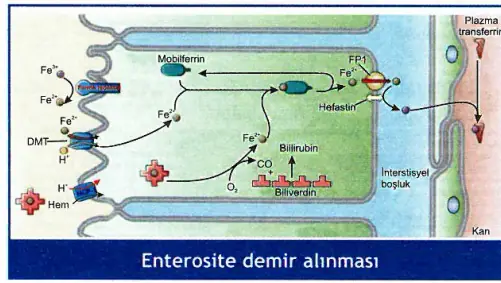 Plazma
transferrin
Mobilferrin
FP1
Fe³⁺
Fe²⁺
Fe²⁺
Hefastin
Fe²⁺
Fe²⁺
DMT
H⁺
Fe²⁺
Bilirubin
CO
+
O₂
Biliverdin
H⁺
Hem
İnterstisyel
boşluk
Kan
Enterosite demir alınması